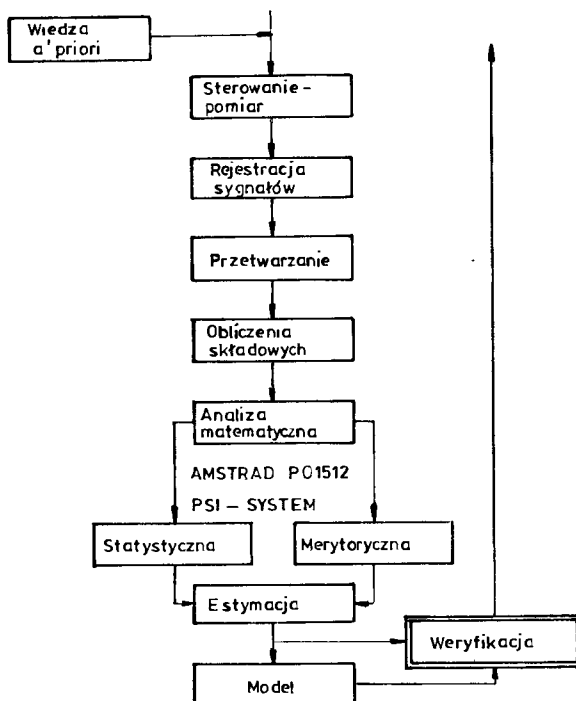 Wiedza
a' priori
Sterowanie –
pomiar
Rejestracja
sygnałów
Przetwarzanie
Obliczenia
składowych
Analiza
matematyczna
AMSTRAD PO1512
PSI – SYSTEM
Statystyczna
Merytoryczna
Estymacja
Weryfikacja
Model